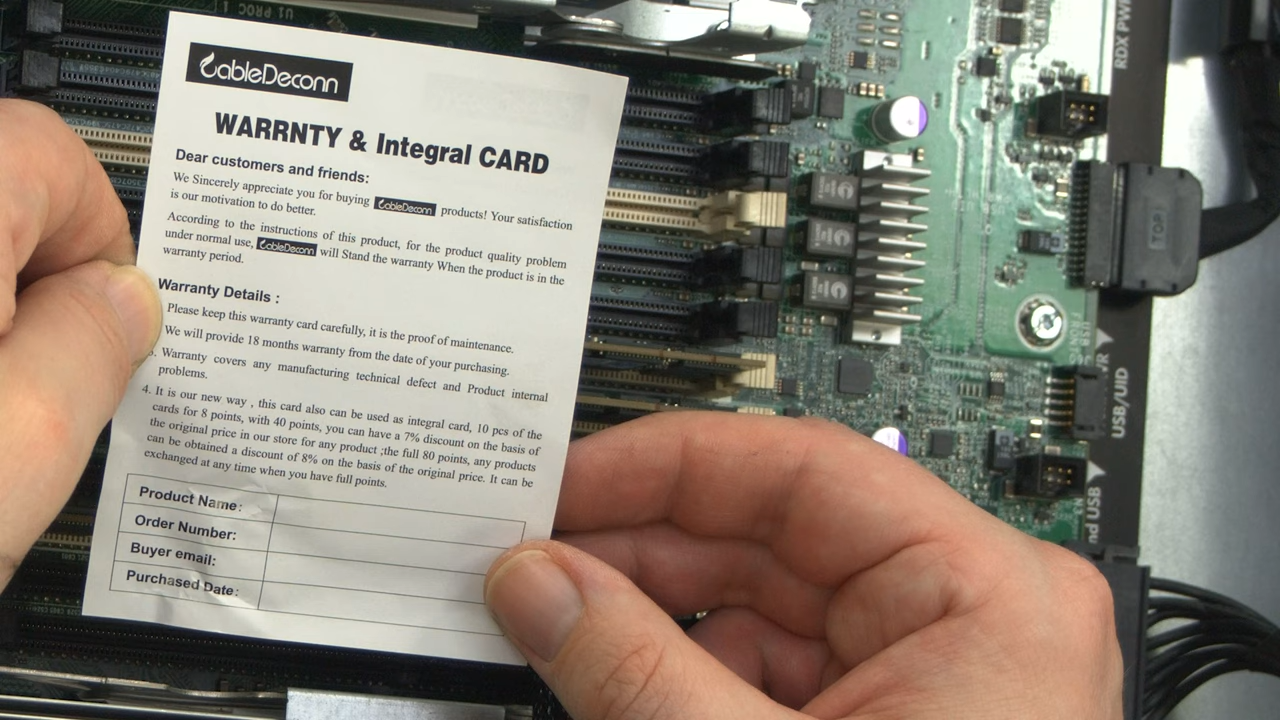 U1 PROC 1
CableDeconn
WARRNTY & Integral CARD
Dear customers and friends:
We Sincerely appreciate you for buying CableDeconn products! Your satisfaction
is our motivation to do better.
According to the instructions of this product, for the product quality problem
under normal use, CableDeconn will Stand the warranty When the product is in the
warranty period.
Warranty Details :
Please keep this warranty card carefully, it is the proof of maintenance.
We will provide 18 months warranty from the date of your purchasing.
Warranty covers any manufacturing technical defect and Product internal
problems.
4. It is our new way , this card also can be used as integral card, 10 pcs of the
cards for 8 points, with 40 points, you can have a 7% discount on the basis of
the original price in our store for any product ;the full 80 points, any products
can be obtained a discount of 8% on the basis of the original price. It can be
exchanged at any time when you have full points.
Product Name:
Order Number:
Buyer email:
Purchased Date:
RDX PW
TOP
USB/UID
nd USB